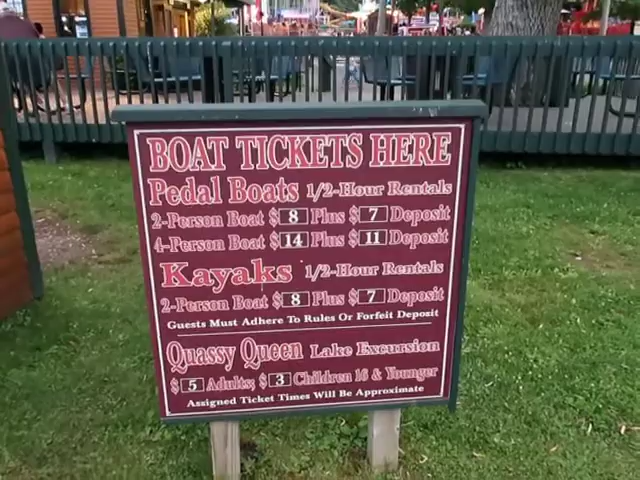 BOAT TICKETS HERE
Pedal Boats 1/2-Hour Rentals
2-Person Boat $ 8 Plus $ 7 Deposit
4-Person Boat $ 14 Plus $ 11 Deposit
Kayaks 1/2-Hour Rentals
2-Person Boat $ 8 Plus $ 7 Deposit
Guests Must Adhere To Rules Or Forfeit Deposit
Quassy Queen Lake Excursion
$ 5 Adults; $ 3 Children 16 & Younger
Assigned Ticket Times Will Be Approximate